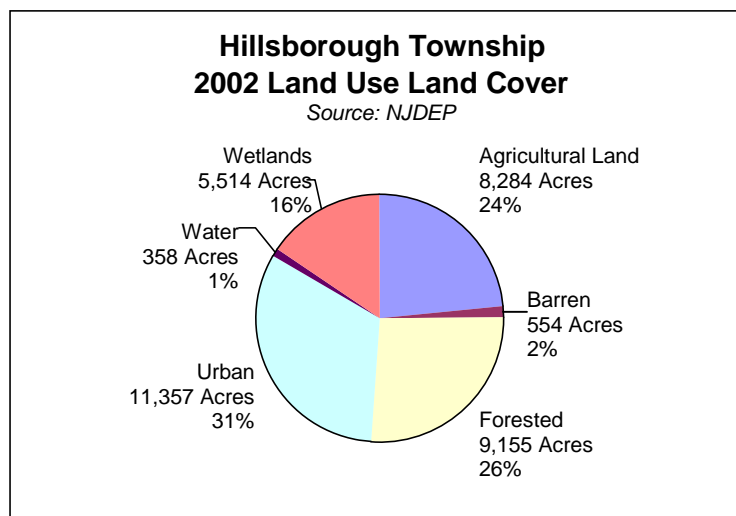 Hillsborough Township
2002 Land Use Land Cover
Source: NJDEP
Wetlands
5,514 Acres
16%
Agricultural Land
8,284 Acres
24%
Water
358 Acres
1%
Barren
554 Acres
2%
Urban
11,357 Acres
31%
Forested
9,155 Acres
26%